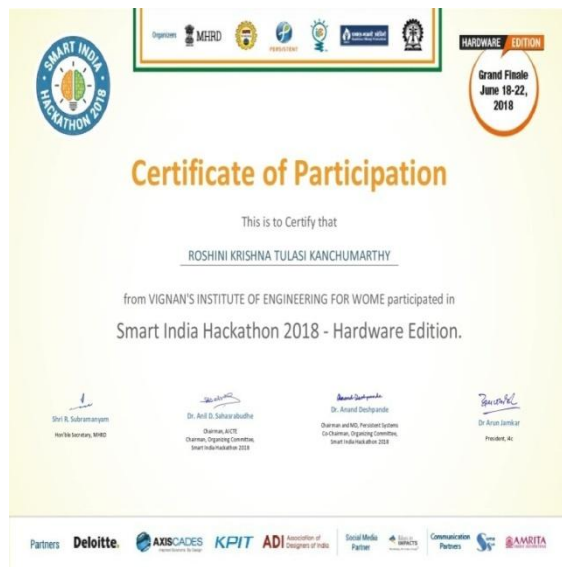 SMART INDIA HACKATHON 2018
Organizers MHRD PERSISTENT
HARDWARE EDITION
Grand Finale
June 18-22,
2018
Certificate of Participation
This is to Certify that
ROSHINI KRISHNA TULASI KANCHUMARTHY
from VIGNAN'S INSTITUTE OF ENGINEERING FOR WOME participated in
Smart India Hackathon 2018 - Hardware Edition.
Shri R. Subramanyam
Hon'ble Secretary, MHRD
Dr. Anil D. Sahasrabudhe
Chairman, AICTE
Chairman, Organizing Committee,
Smart India Hackathon 2018
Anand Deshpande
Dr. Anand Deshpande
Chairman and MD, Persistent Systems
Co-Chairman, Organizing Committee,
Smart India Hackathon 2018
Dr Arun Jamkar
President, i4c
Partners Deloitte. AXISCADES KPIT ADI Association of Designers of India Social Media Partner IMPACTS Communication Partners AMRITA